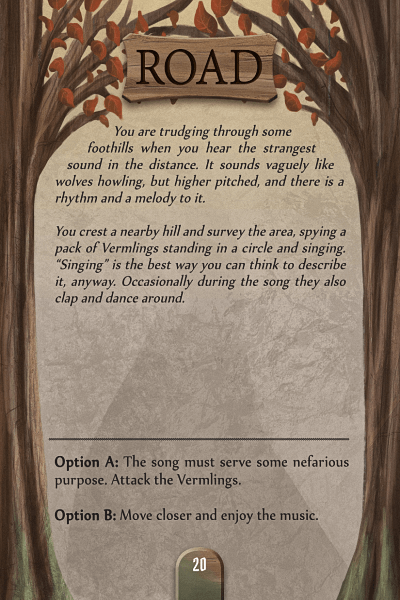 ROAD
You are trudging through some
foothills when you hear the strangest
sound in the distance. It sounds vaguely like
wolves howling, but higher pitched, and there is a
rhythm and a melody to it.
You crest a nearby hill and survey the area, spying a
pack of Vermlings standing in a circle and singing.
“Singing” is the best way you can think to describe
it, anyway. Occasionally during the song they also
clap and dance around.
Option A: The song must serve some nefarious
purpose. Attack the Vermlings.
Option B: Move closer and enjoy the music.
20